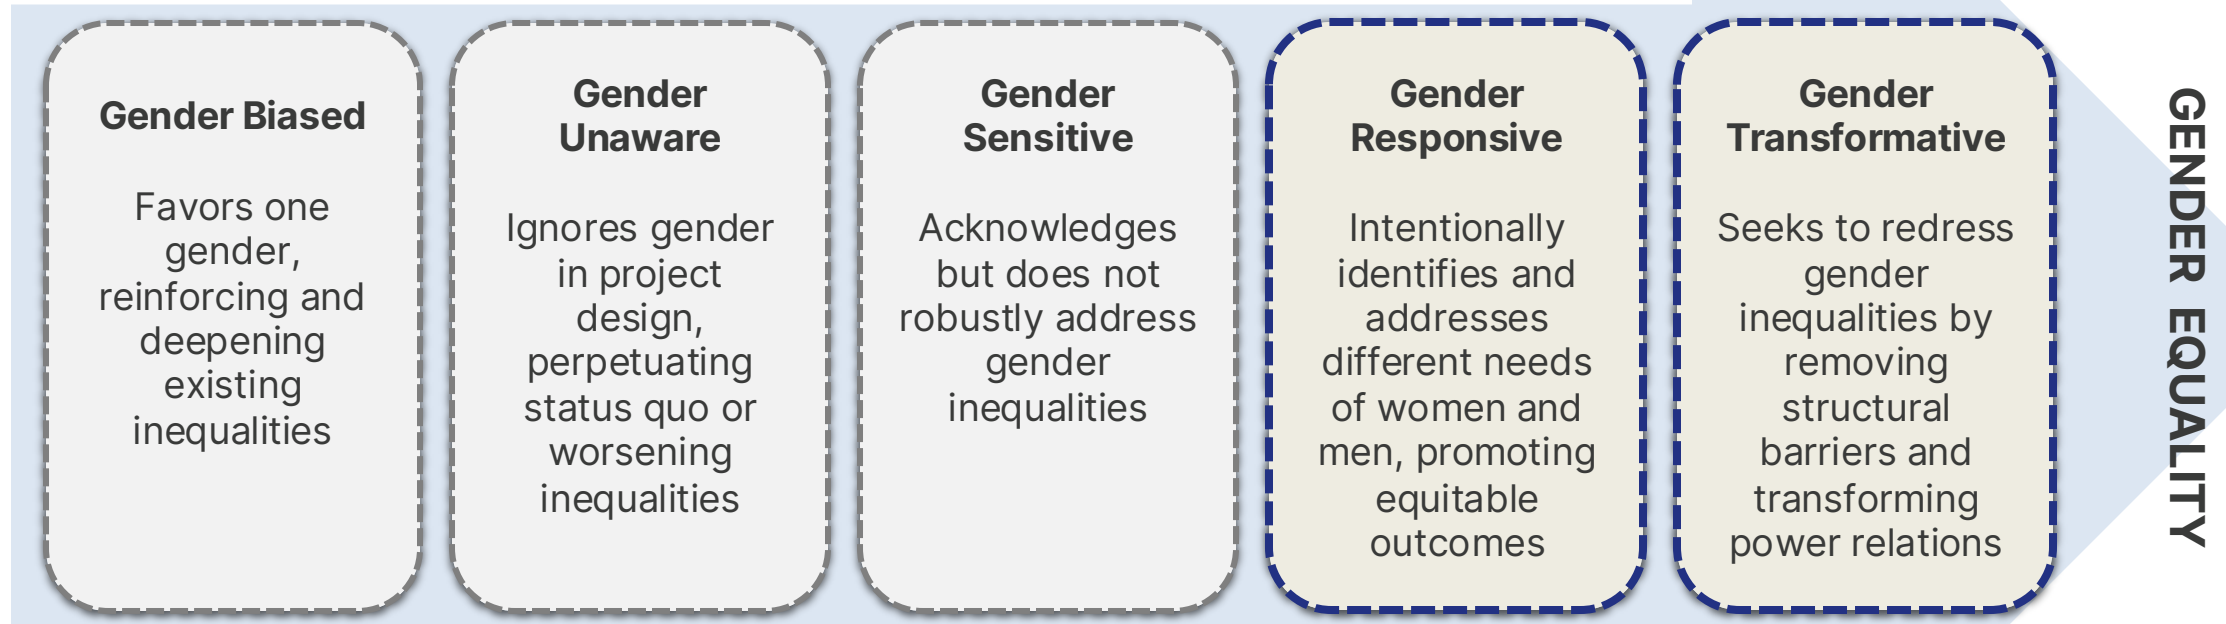 Gender Biased
Favors one
gender,
reinforcing and
deepening
existing
inequalities
Gender
Unaware
Ignores gender
in project
design,
perpetuating
status quo or
worsening
inequalities
Gender
Sensitive
Acknowledges
but does not
robustly address
gender
inequalities
Gender
Responsive
Intentionally
identifies and
addresses
different needs
of women and
men, promoting
equitable
outcomes
Gender
Transformative
Seeks to redress
gender
inequalities by
removing
structural
barriers and
transforming
power relations
GENDER EQUALITY